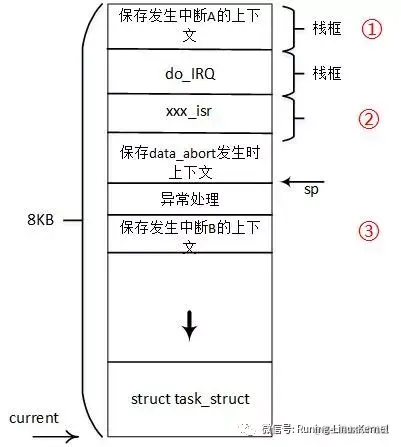 保存发生中断A的上下
文
栈框
①
do_IRQ
栈框
xxx_isr
②
保存data_abort发生时
上下文
sp
异常处理
8KB
保存发生中断B的上下
文
③
struct task_struct
current
微信号: Runing-LinuxKernel